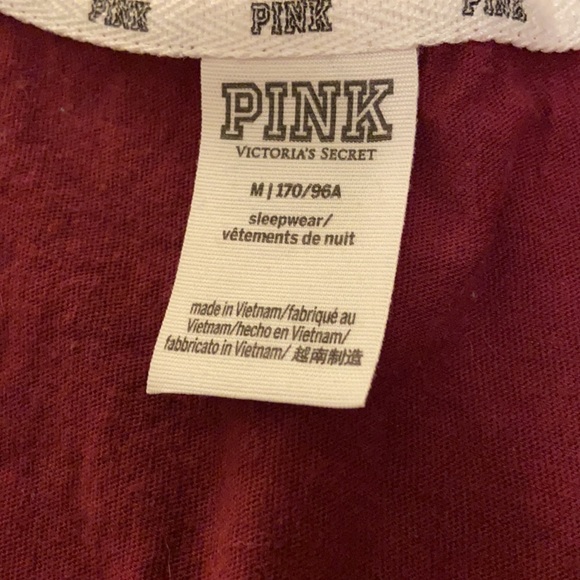 PINK PINK PINK
PINK
VICTORIA'S SECRET
M | 170/96A
sleepwear/
vêtements de nuit
made in Vietnam/fabriqué au
Vietnam/hecho en Vietnam/
fabbricato in Vietnam/ 越南制造